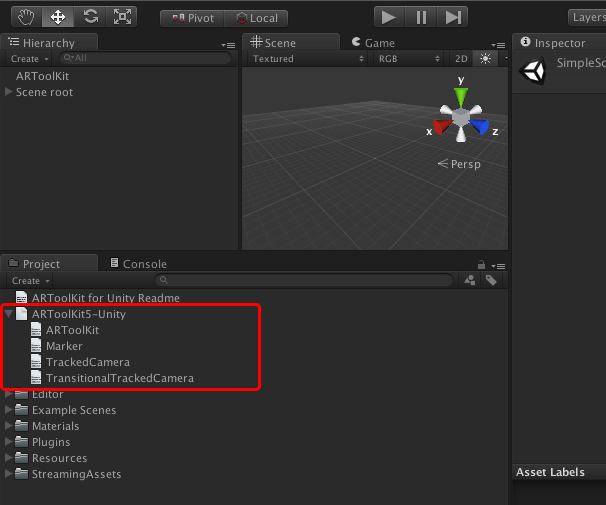 Pivot Local Layers
Hierarchy Scene Game Inspector
Create All Textured RGB 2D
ARToolKit
Scene root
SimpleSc
y
x
z
Persp
Project Console
Create
ARToolKit for Unity Readme
ARToolKit5-Unity
ARToolKit
Marker
TrackedCamera
TransitionalTrackedCamera
Editor
Example Scenes
Materials
Plugins
Resources
StreamingAssets
Asset Labels